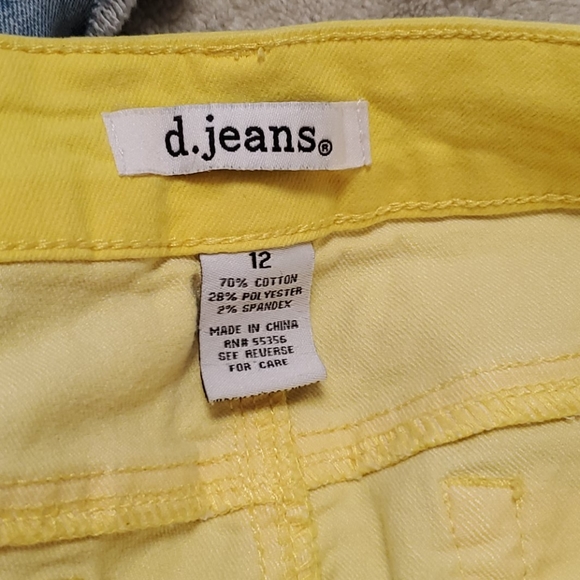 d.jeans®
12
70% COTTON
28% POLYESTER
2% SPANDEX
MADE IN CHINA
RN# 55356
SEE REVERSE
FOR CARE